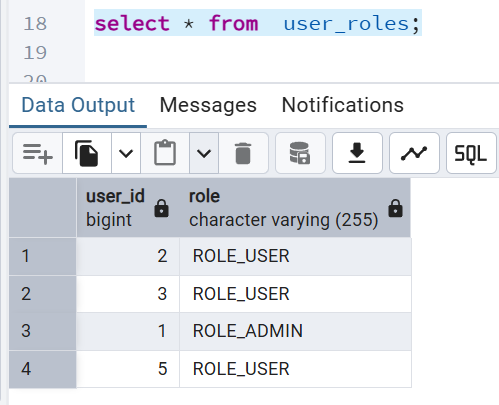 18 select * from user_roles;
19
20
Data Output Messages Notifications
SQL
user_id role
bigint character varying (255)
1 2 ROLE_USER
2 3 ROLE_USER
3 1 ROLE_ADMIN
4 5 ROLE_USER